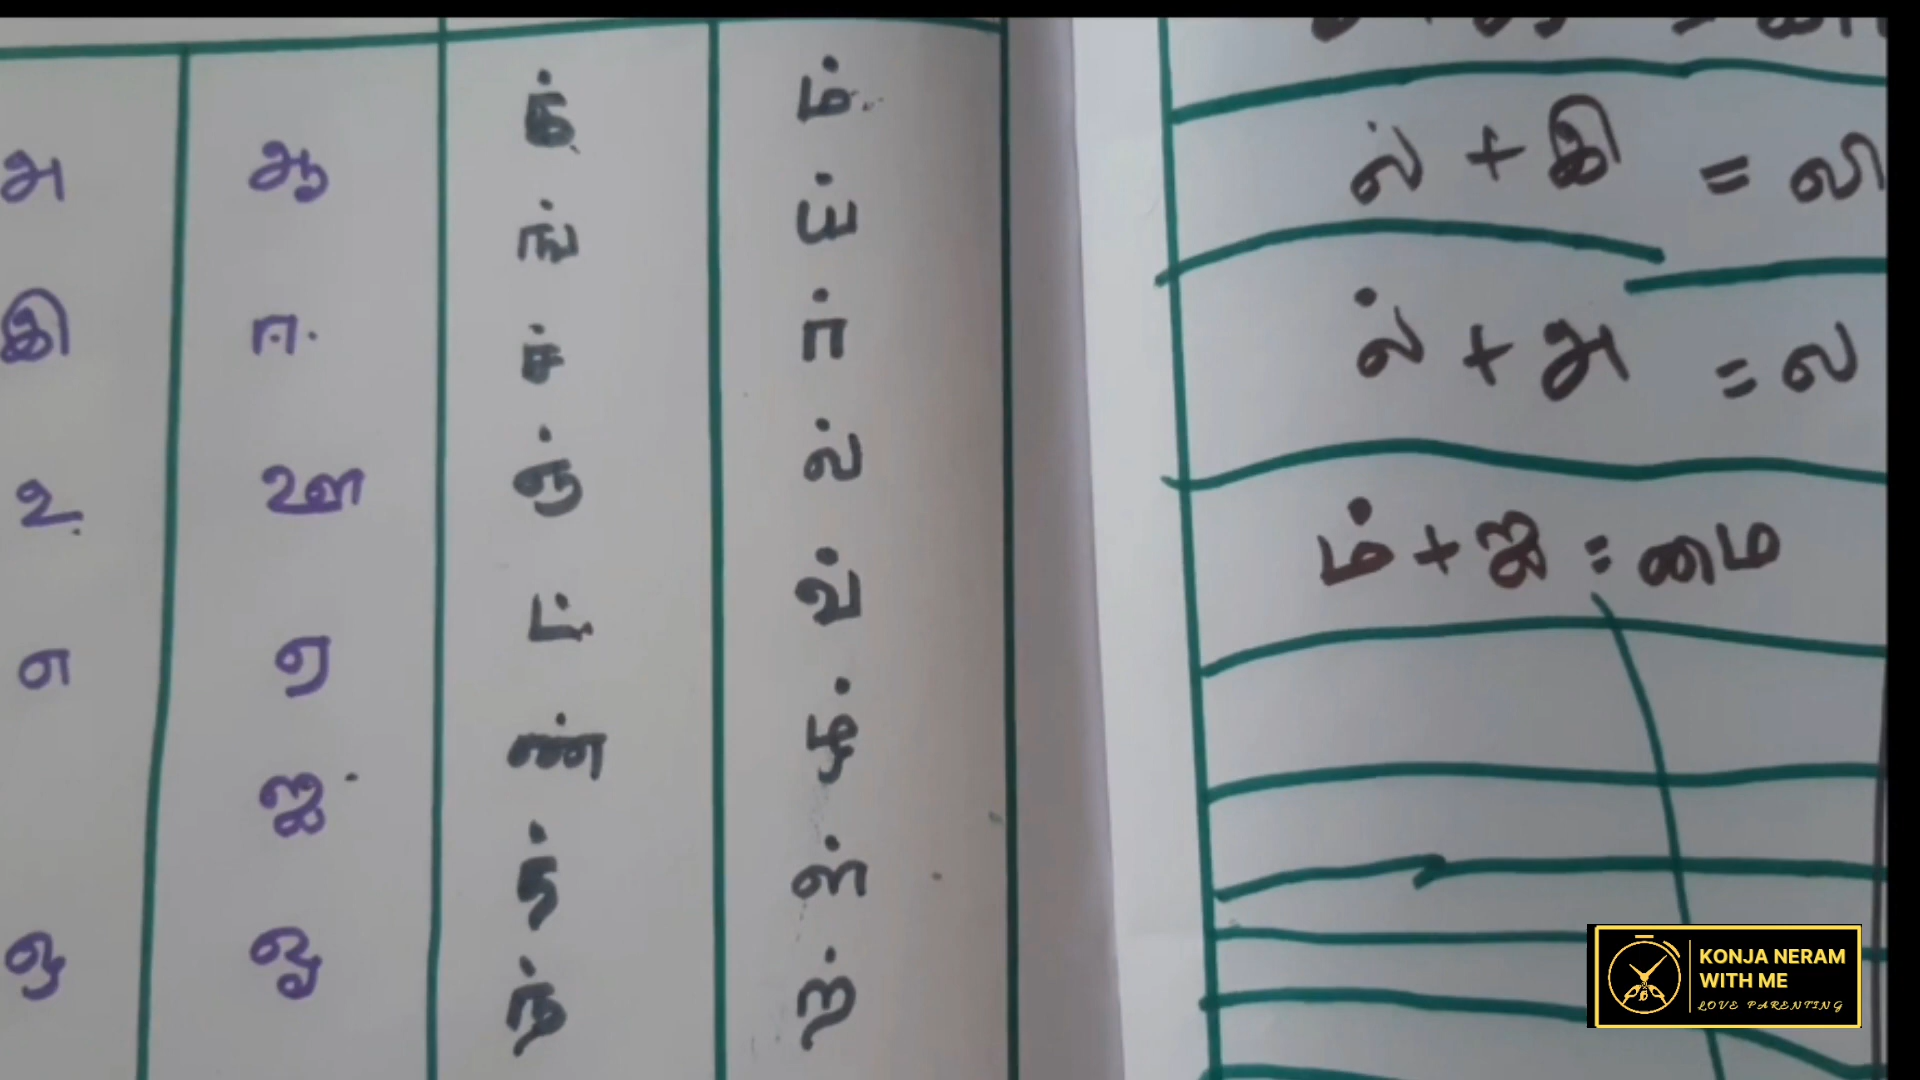 அ ஆ க் ம்
ங் ய்
இ ஈ ச் ர்
உ ஊ ஞ் ல்
ட் வ்
எ ஏ ண் ழ்
ஐ த் ள்
ஒ ஓ ந் ற்
ல் + இ = லி
ல் + அ = ல
ம் + ஐ = மை
KONJA NERAM
WITH ME
LOVE PARENTING